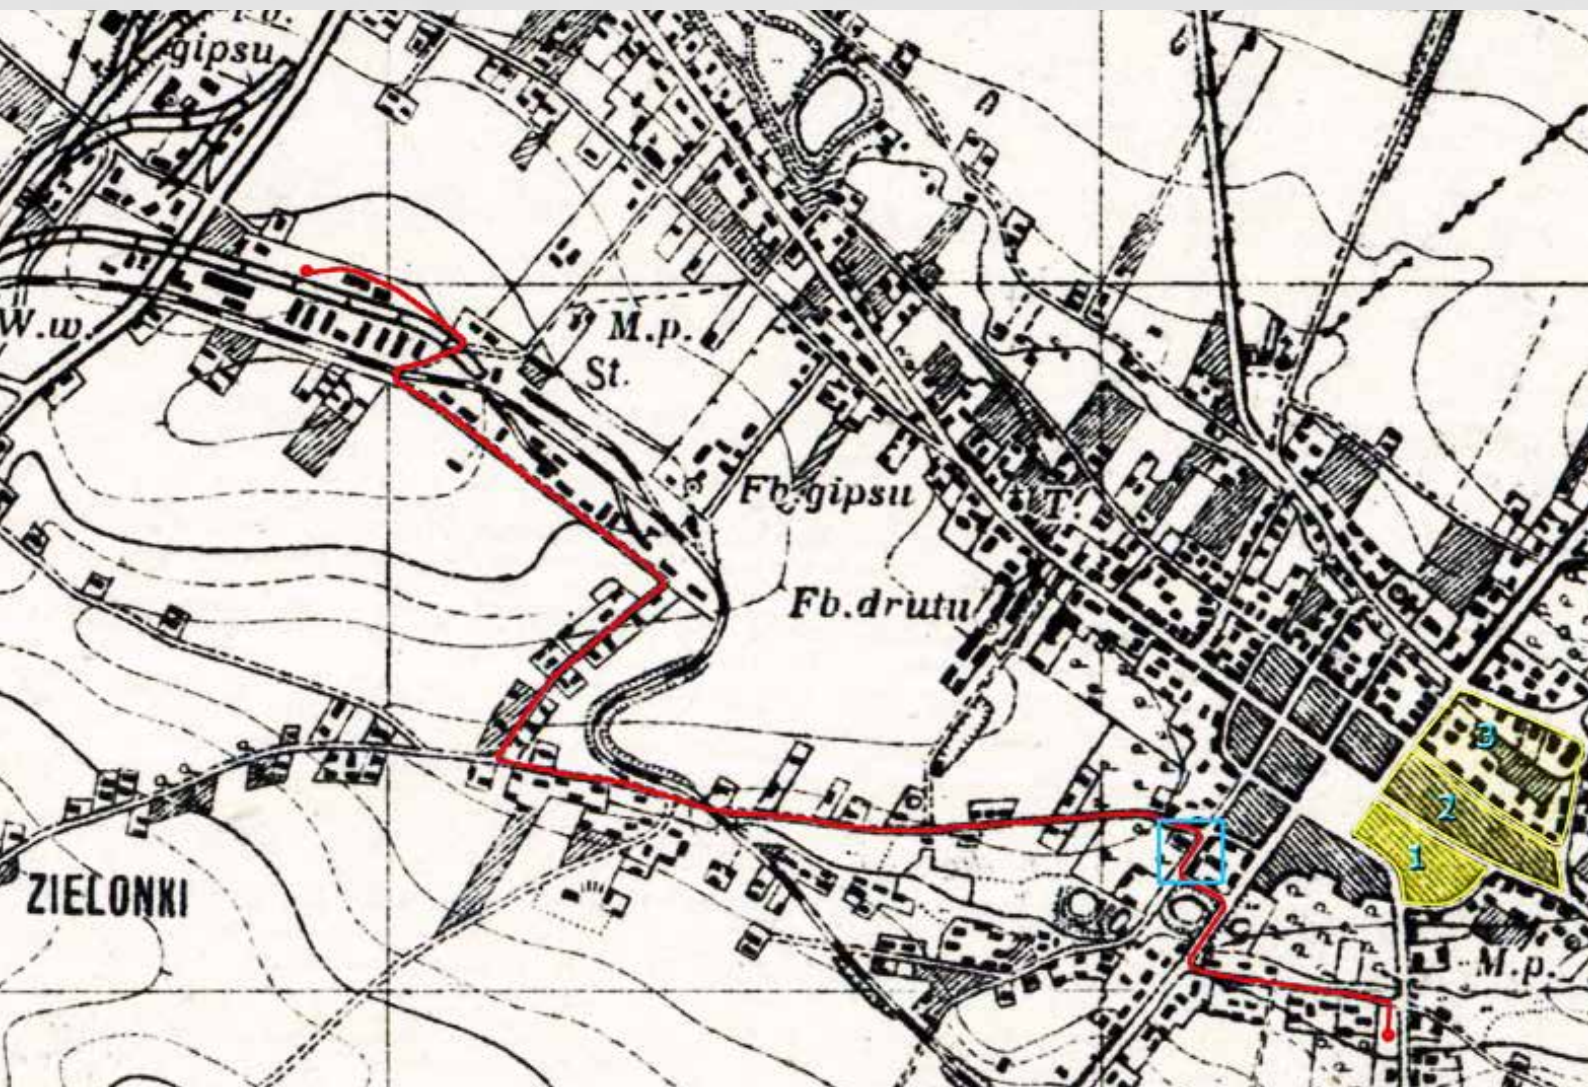 gipsu
W.w.
M.p.
St.
Fb.gipsu
T.
Fb.drutu
3
2
1
ZIELONKI
M.p.